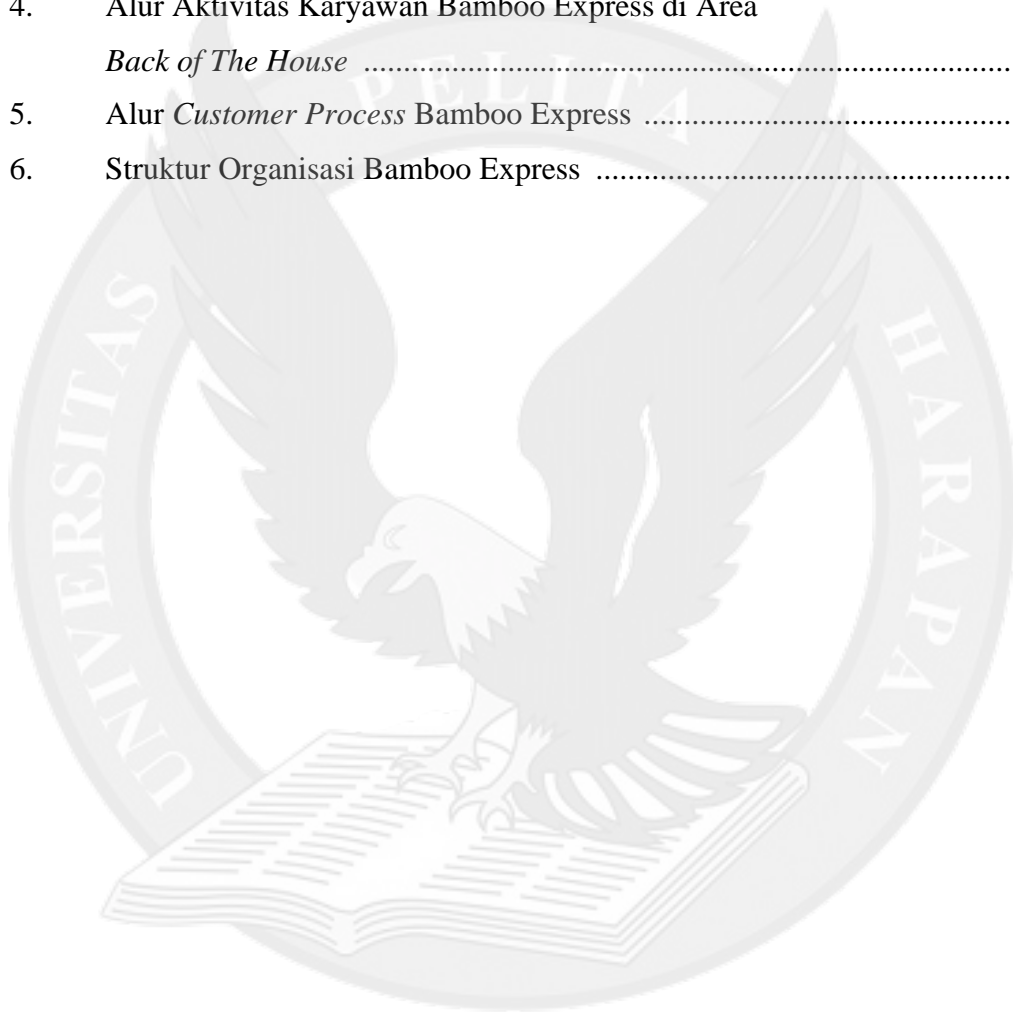 4. Alur Aktivitas Karyawan Bamboo Express di Area
Back of The House ....................................................................................
5. Alur Customer Process Bamboo Express ...............................................
6. Struktur Organisasi Bamboo Express .....................................................
UNIVERSITAS PELITA HARAPAN